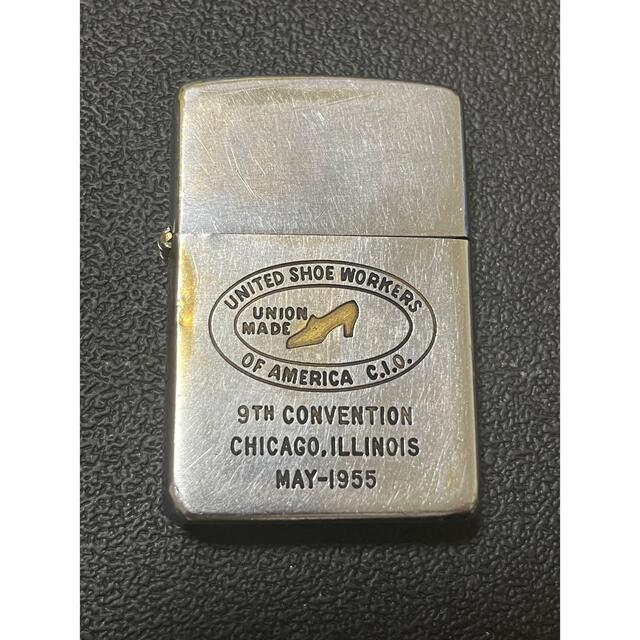 UNITED SHOE WORKERS
UNION
MADE
OF AMERICA C.I.O.
9TH CONVENTION
CHICAGO, ILLINOIS
MAY-1955